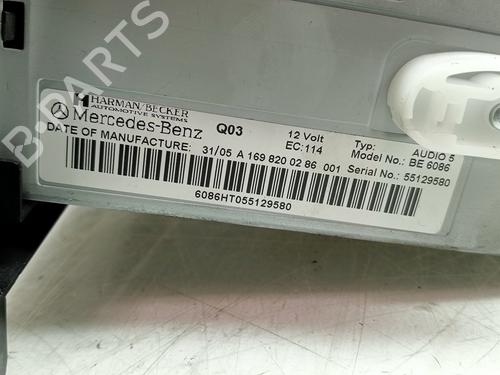 B-PARTS
HARMAN/BECKER
AUTOMOTIVE SYSTEMS
Mercedes-Benz Q03 12 Volt Typ: AUDIO 5
EC:114 Model No.: BE 6086
DATE OF MANUFACTURE: 31/05 A 169 820 02 86 001 Serial No.: 55129580
6086HT055129580